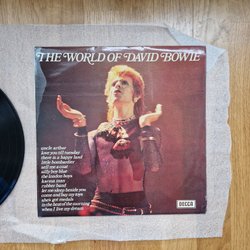 THE WORLD OF DAVID BOWIE
uncle arthur
love you till tuesday
there is a happy land
little bombardier
sell me a coat
silly boy blue
the london boys
karma man
rubber band
let me sleep beside you
come and buy my toys
she's got medals
in the heat of the morning
when I live my dream
DECCA